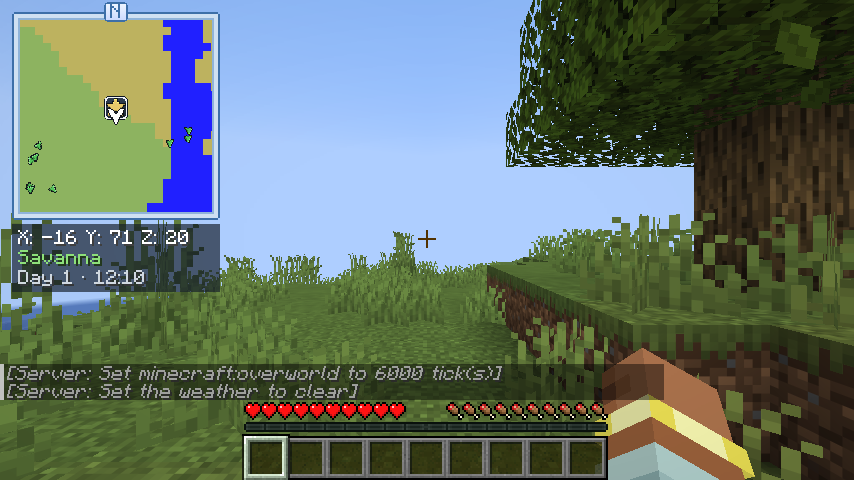 N
X: -16 Y: 71 Z: 20
Savanna
Day 1 · 12:10
[Server: Set minecraft:overworld to 6000 tick(s)]
[Server: Set the weather to clear]